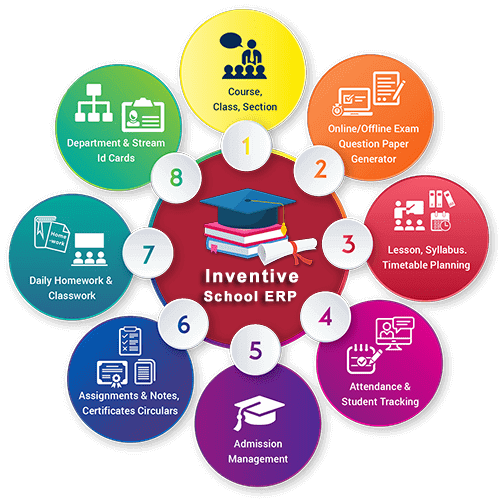 Course,
Class, Section
1
Online/Offline Exam
Question Paper
Generator
2
Lesson, Syllabus.
Timetable Planning
3
Attendance &
Student Tracking
4
Admission
Management
5
Assignments & Notes,
Certificates Circulars
6
Home
-work
Daily Homework &
Classwork
7
Department & Stream
Id Cards
8
Inventive
School ERP